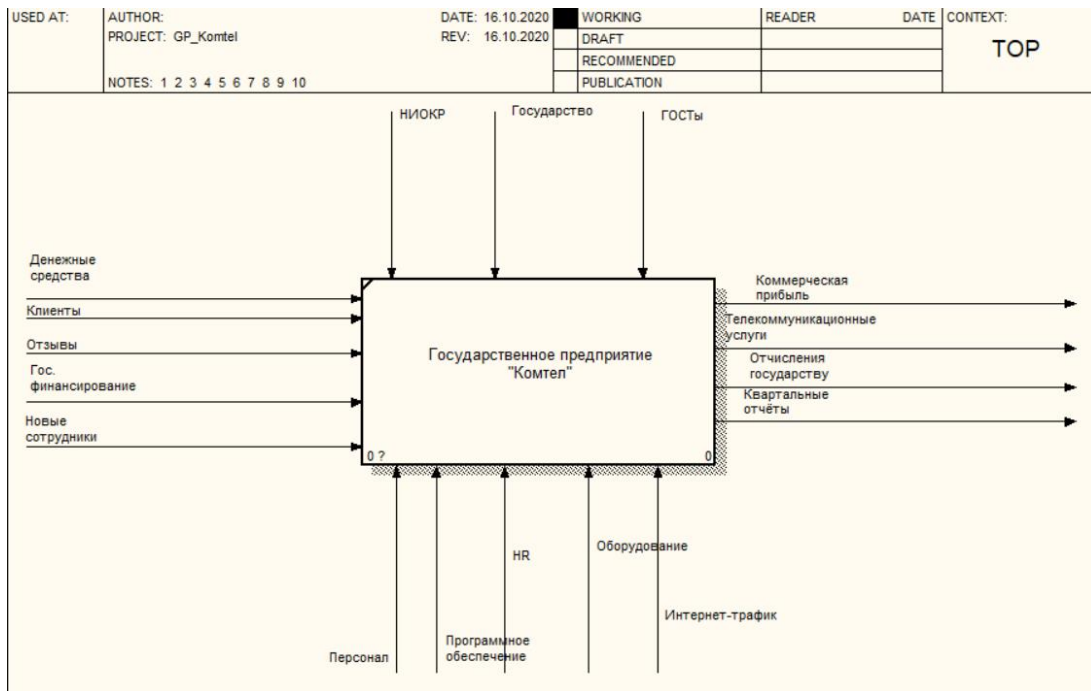 USED AT:
AUTHOR:
DATE: 16.10.2020
WORKING
READER
DATE
CONTEXT:
PROJECT: GP_Komtel
REV: 16.10.2020
DRAFT
TOP
RECOMMENDED
NOTES: 1 2 3 4 5 6 7 8 9 10
PUBLICATION
НИОКР
Государство
ГОСТы
Денежные
средства
Клиенты
Отзывы
Гос.
финансирование
Новые
сотрудники
Государственное предприятие
"Комтел"
0 ?
0
Коммерческая
прибыль
Телекоммуникационные
услуги
Отчисления
государству
Квартальные
отчёты
Персонал
Программное
обеспечение
HR
Оборудование
Интернет-трафик